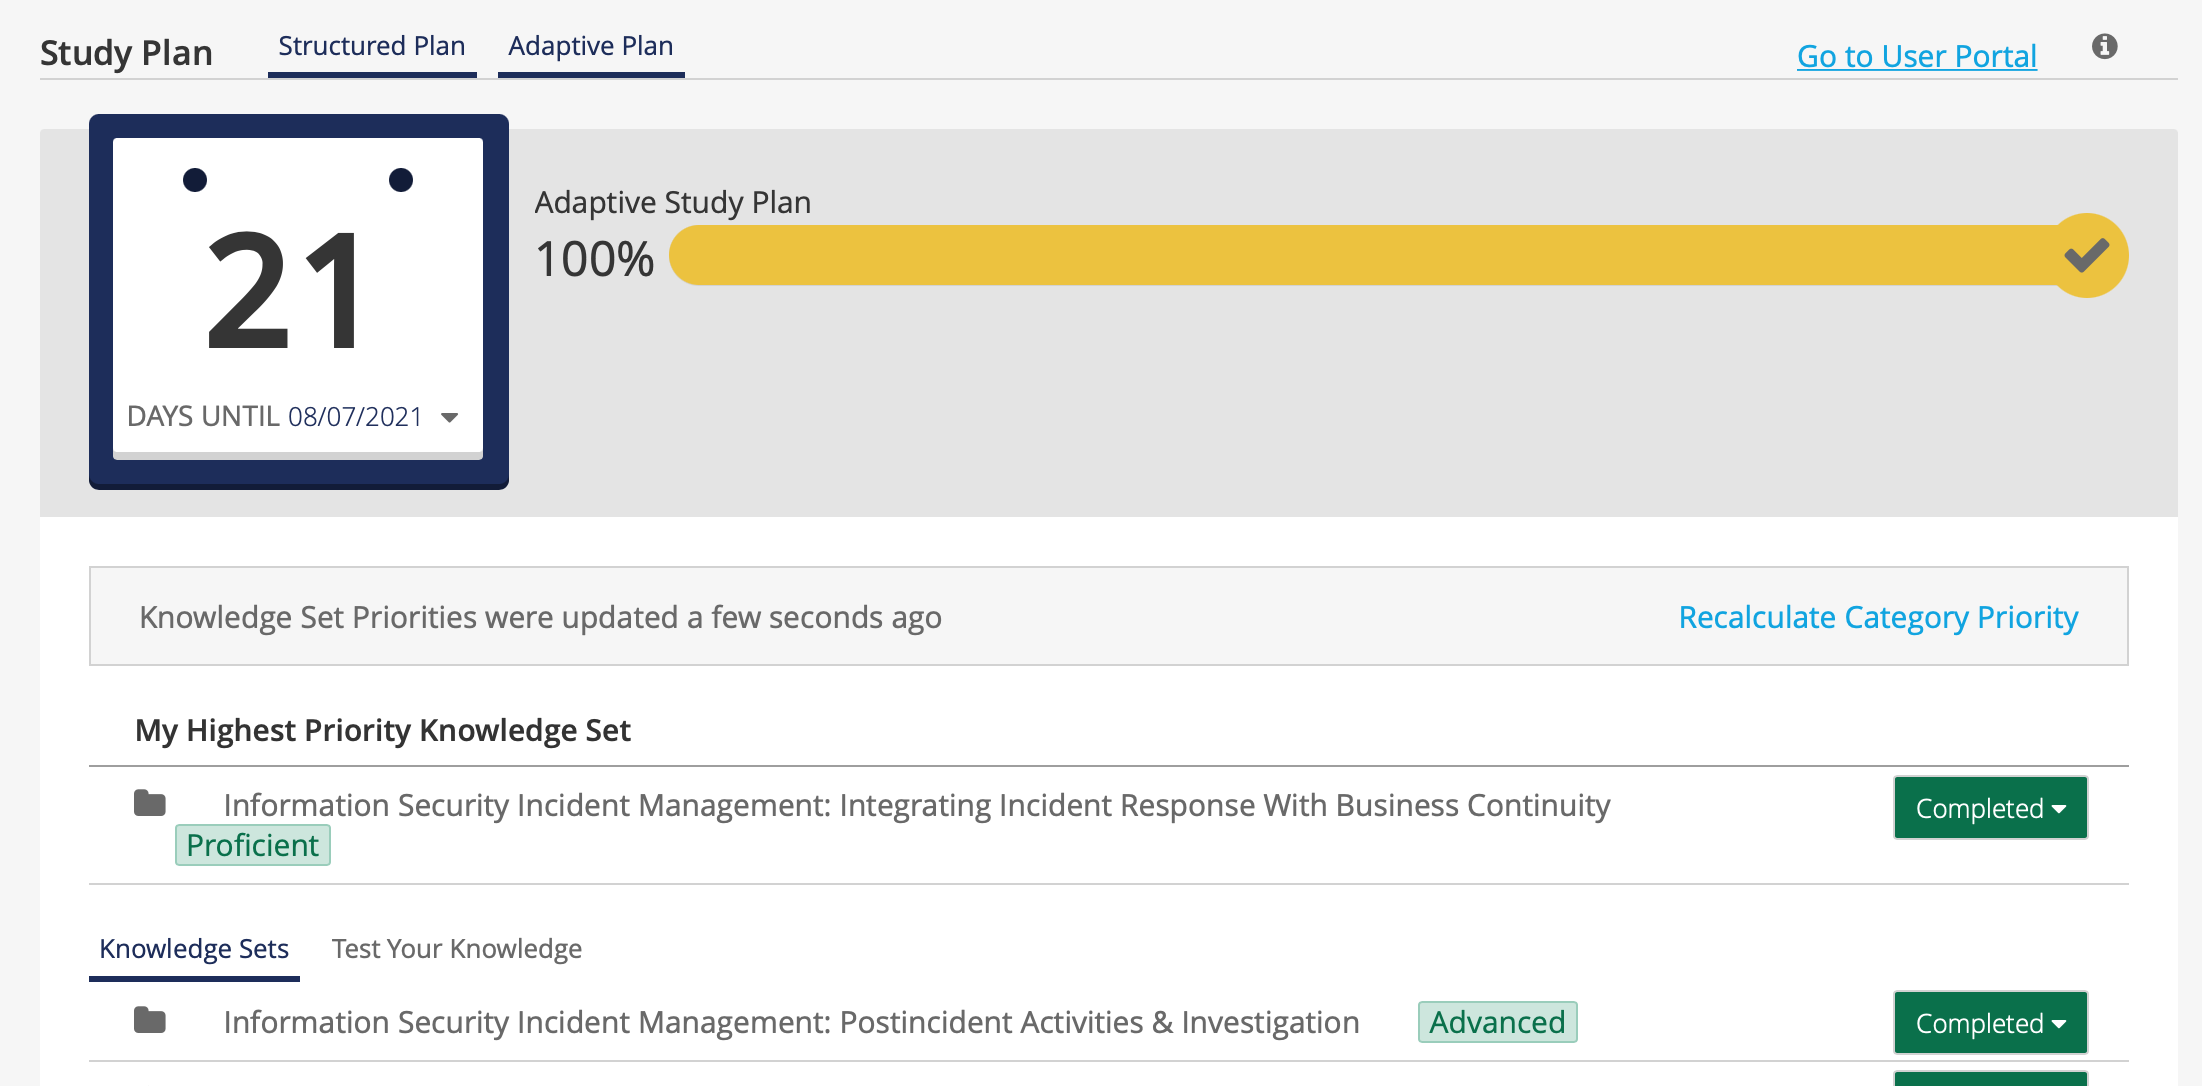 Study Plan
Structured Plan
Adaptive Plan
Go to User Portal
21
DAYS UNTIL 08/07/2021
Adaptive Study Plan
100%
Knowledge Set Priorities were updated a few seconds ago
Recalculate Category Priority
My Highest Priority Knowledge Set
Information Security Incident Management: Integrating Incident Response With Business Continuity
Proficient
Completed
Knowledge Sets
Test Your Knowledge
Information Security Incident Management: Postincident Activities & Investigation
Advanced
Completed